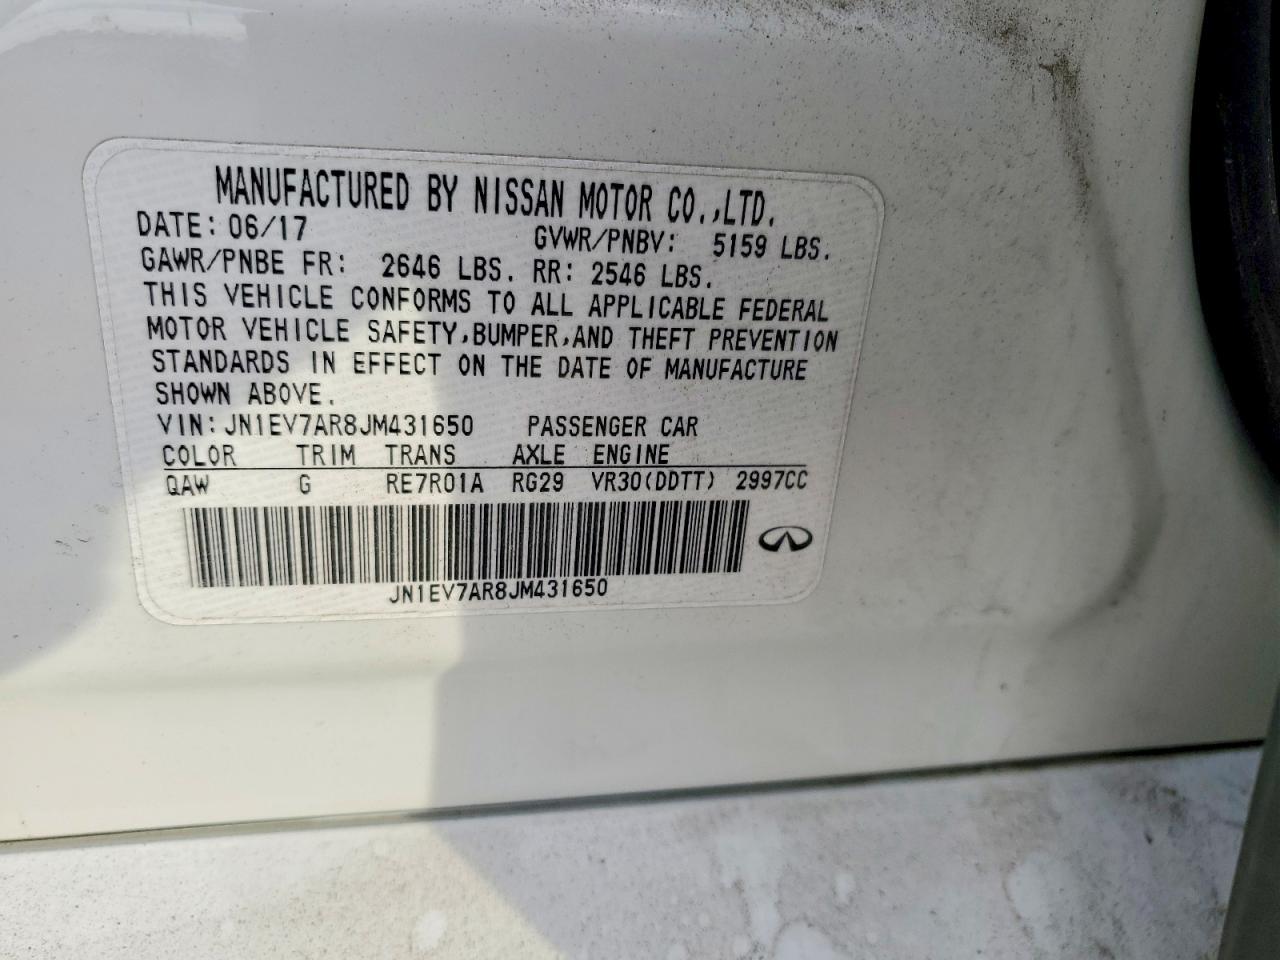 MANUFACTURED BY NISSAN MOTOR CO.,LTD.
DATE: 06/17 GVWR/PNBV: 5159 LBS.
GAWR/PNBE FR: 2646 LBS. RR: 2546 LBS.
THIS VEHICLE CONFORMS TO ALL APPLICABLE FEDERAL
MOTOR VEHICLE SAFETY,BUMPER,AND THEFT PREVENTION
STANDARDS IN EFFECT ON THE DATE OF MANUFACTURE
SHOWN ABOVE.
VIN: JN1EV7AR8JM431650 PASSENGER CAR
COLOR TRIM TRANS AXLE ENGINE
QAW G RE7R01A RG29 VR30(DDTT) 2997CC
JN1EV7AR8JM431650